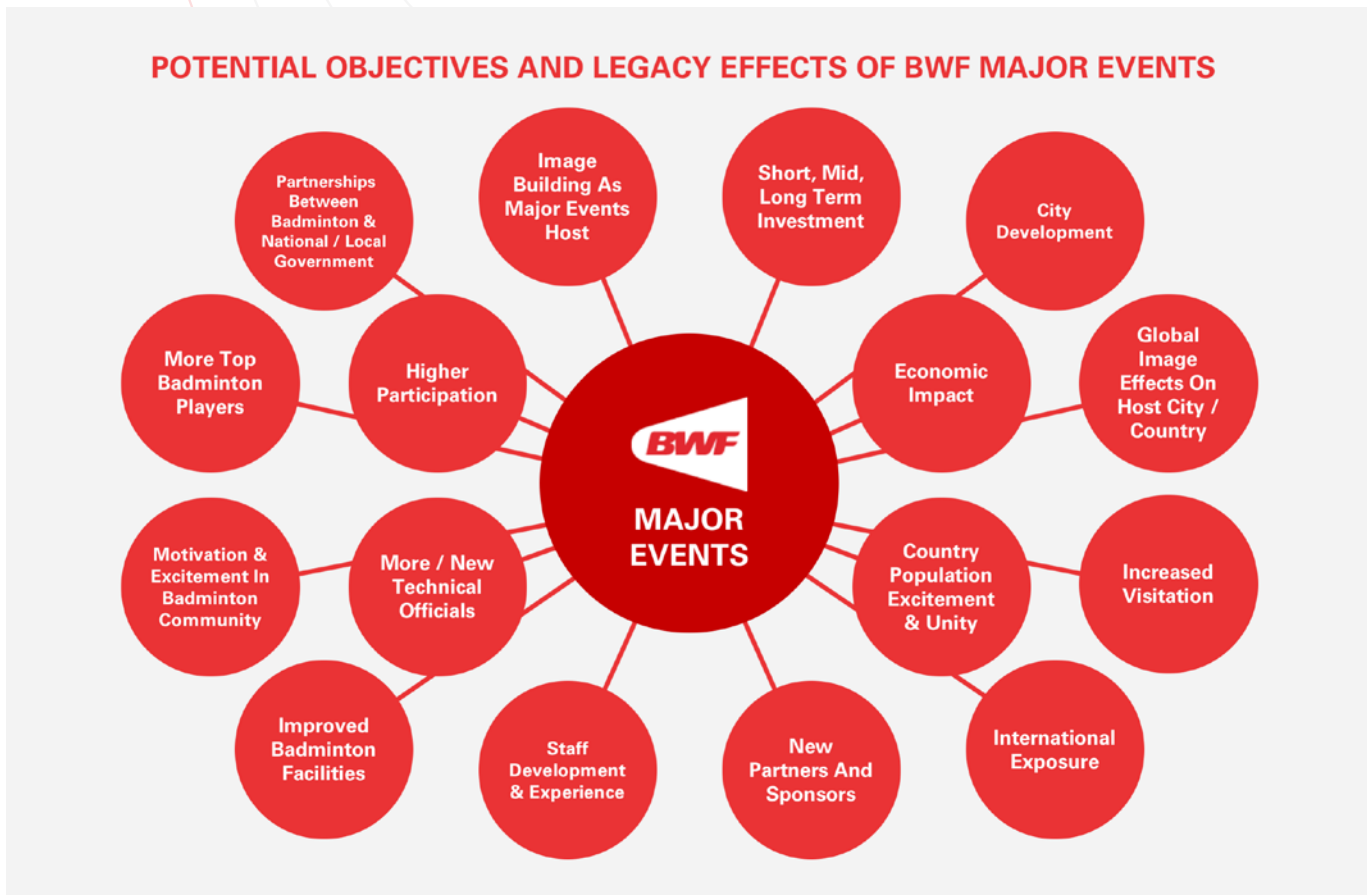 POTENTIAL OBJECTIVES AND LEGACY EFFECTS OF BWF MAJOR EVENTS
Partnerships
Between
Badminton &
National / Local
Government
Image
Building As
Major Events
Host
Short, Mid,
Long Term
Investment
City
Development
More Top
Badminton
Players
Higher
Participation
Economic
Impact
Global
Image
Effects On
Host City /
Country
BWF
MAJOR
EVENTS
Motivation &
Excitement In
Badminton
Community
More / New
Technical
Officials
Country
Population
Excitement
& Unity
Increased
Visitation
Improved
Badminton
Facilities
Staff
Development
& Experience
New
Partners And
Sponsors
International
Exposure